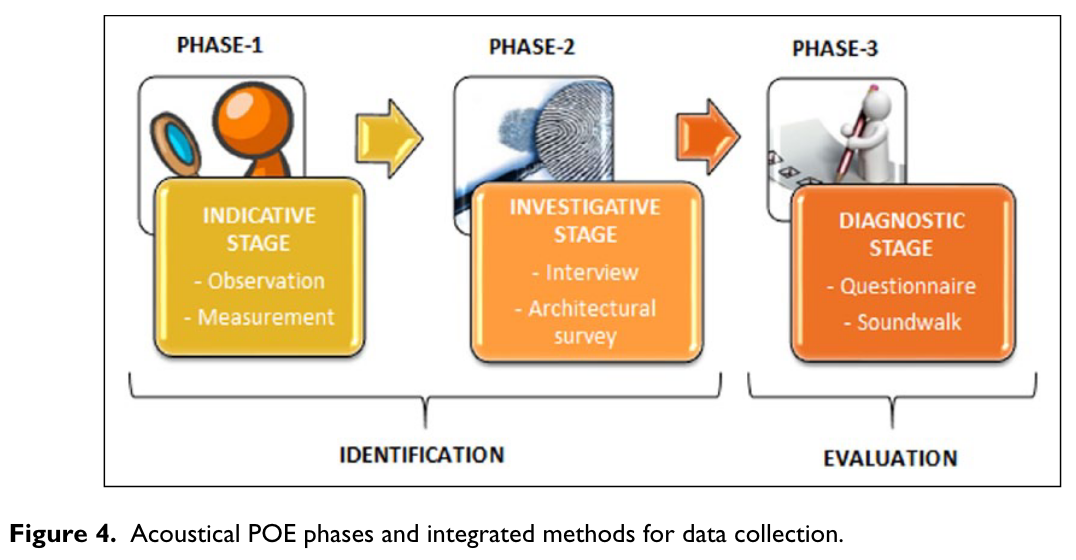 PHASE-1
PHASE-2
PHASE-3
INDICATIVE
STAGE
- Observation
- Measurement
INVESTIGATIVE
STAGE
- Interview
- Architectural
survey
DIAGNOSTIC
STAGE
- Questionnaire
- Soundwalk
IDENTIFICATION
EVALUATION
Figure 4. Acoustical POE phases and integrated methods for data collection.